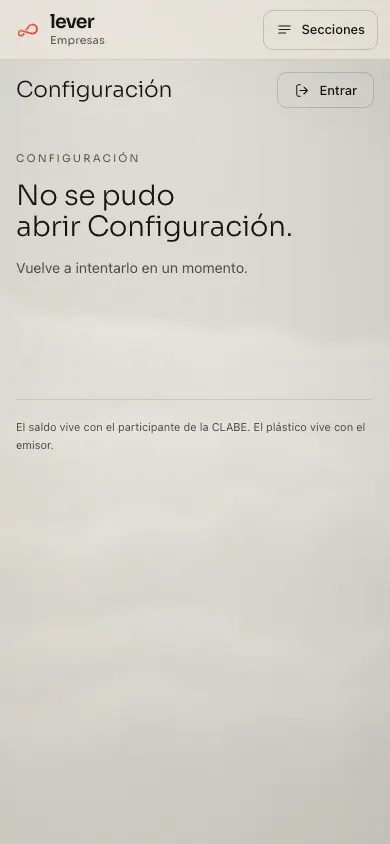 lever
Empresas
Secciones
Configuración
Entrar
CONFIGURACIÓN
No se pudo
abrir Configuración.
Vuelve a intentarlo en un momento.
El saldo vive con el participante de la CLABE. El plástico vive con el
emisor.